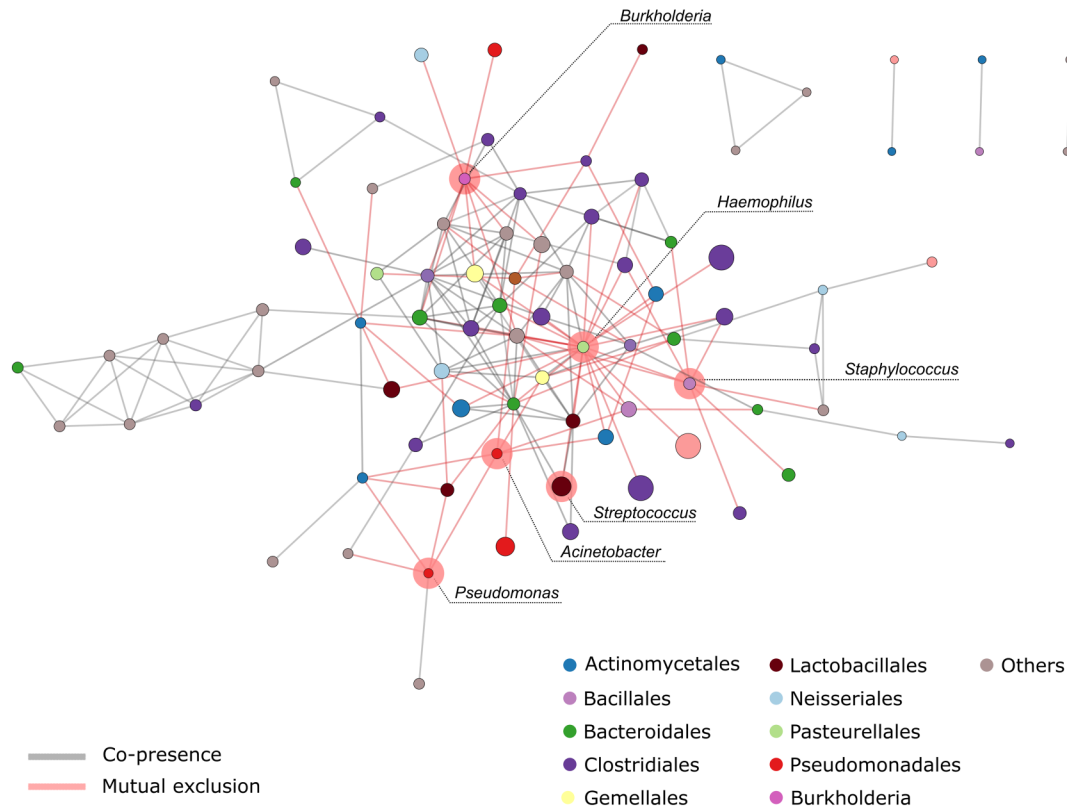 Burkholderia
Haemophilus
Staphylococcus
Streptococcus
Acinetobacter
Pseudomonas
Actinomycetales
Bacillales
Bacteroidales
Clostridiales
Gemellales
Lactobacillales
Neisseriales
Pasteurellales
Pseudomonadales
Burkholderia
Others
Co-presence
Mutual exclusion